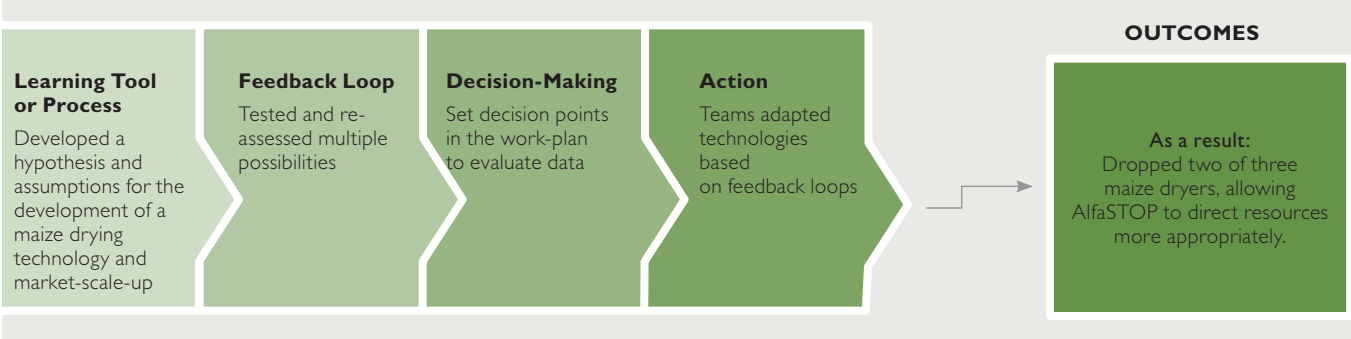 Learning Tool
or Process
Developed a
hypothesis and
assumptions for the
development of a
maize drying
technology and
market-scale-up
Feedback Loop
Tested and re-
assessed multiple
possibilities
Decision-Making
Set decision points
in the work-plan
to evaluate data
Action
Teams adapted
technologies
based
on feedback loops
OUTCOMES
As a result:
Dropped two of three
maize dryers, allowing
AlfaSTOP to direct resources
more appropriately.